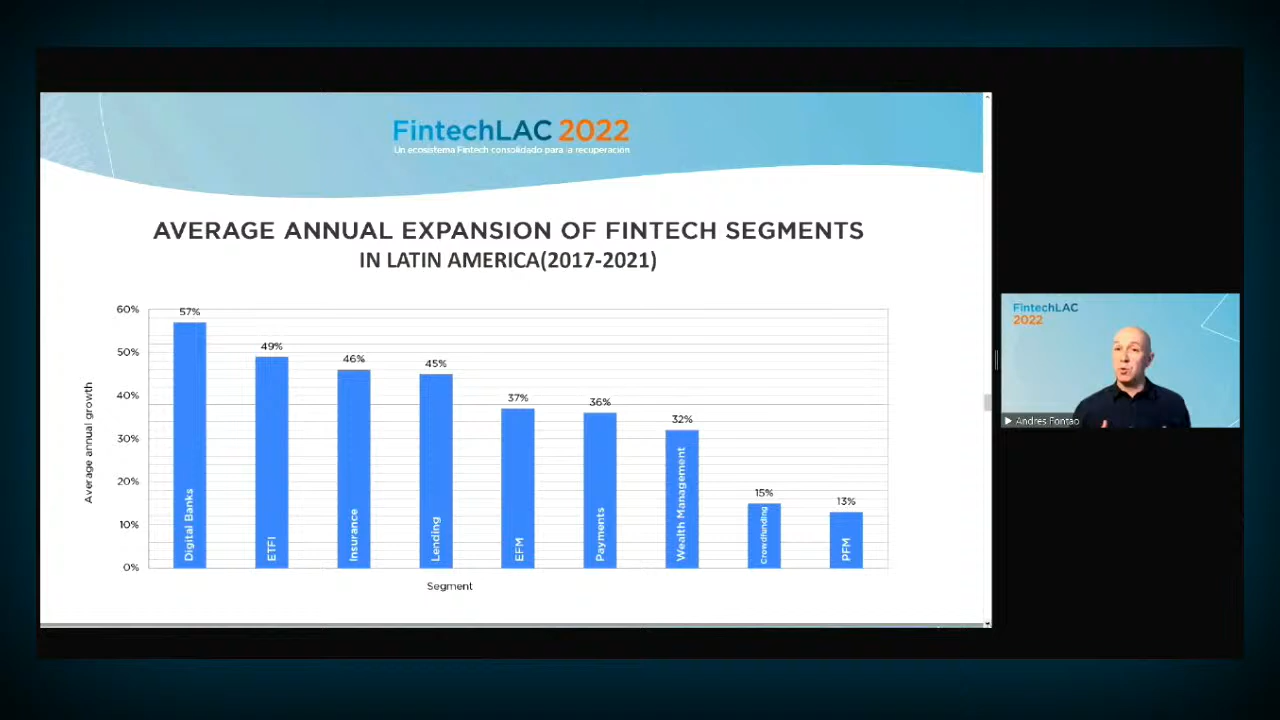 FintechLAC 2022
Un ecosistema Fintech consolidado para la recuperación
AVERAGE ANNUAL EXPANSION OF FINTECH SEGMENTS
IN LATIN AMERICA(2017-2021)
Average annual growth
60%
50%
40%
30%
20%
10%
0%
57%
49%
46%
45%
37%
36%
32%
15%
13%
Digital Banks
ETFI
Insurance
Lending
EFM
Payments
Wealth Management
Crowdfunding
PFM
Segment
FintechLAC
2022
Andres Fontao